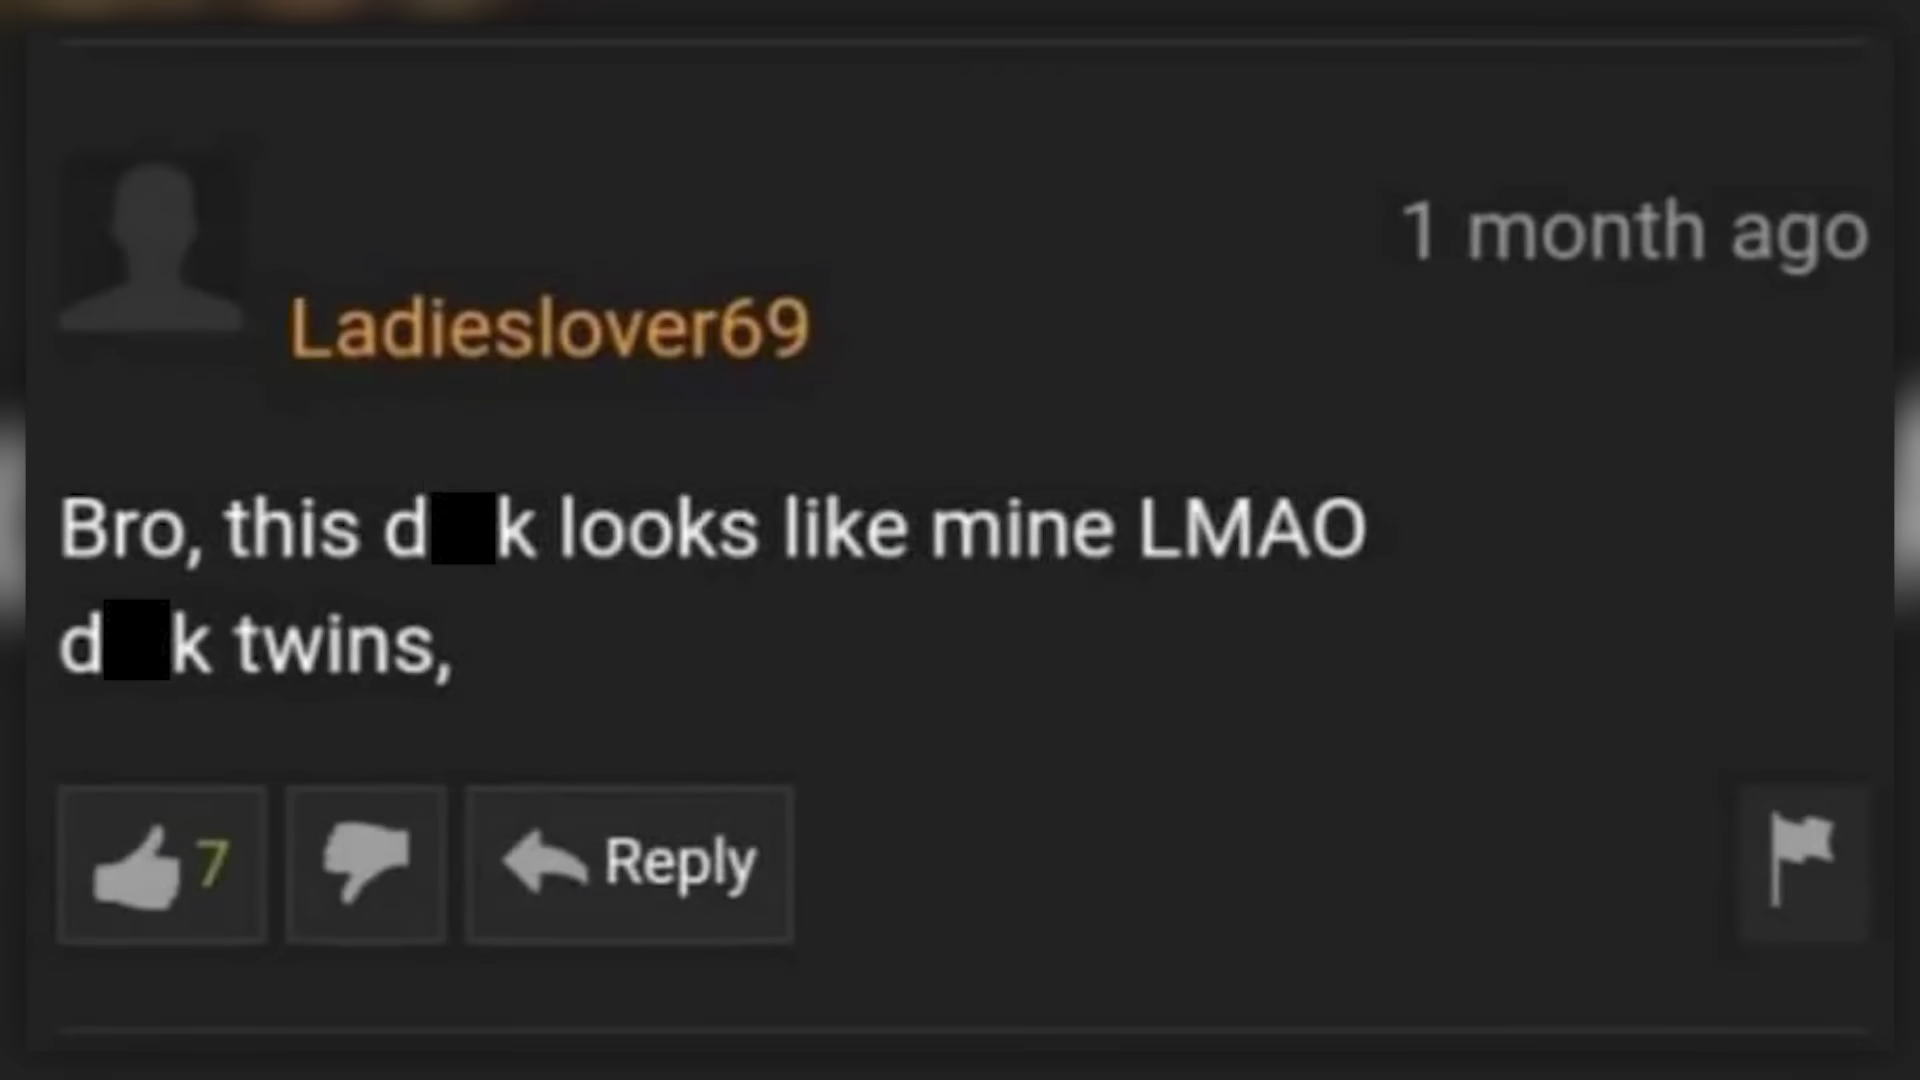 1 month ago
Ladieslover69
Bro, this d k looks like mine LMAO
d k twins,
7
Reply